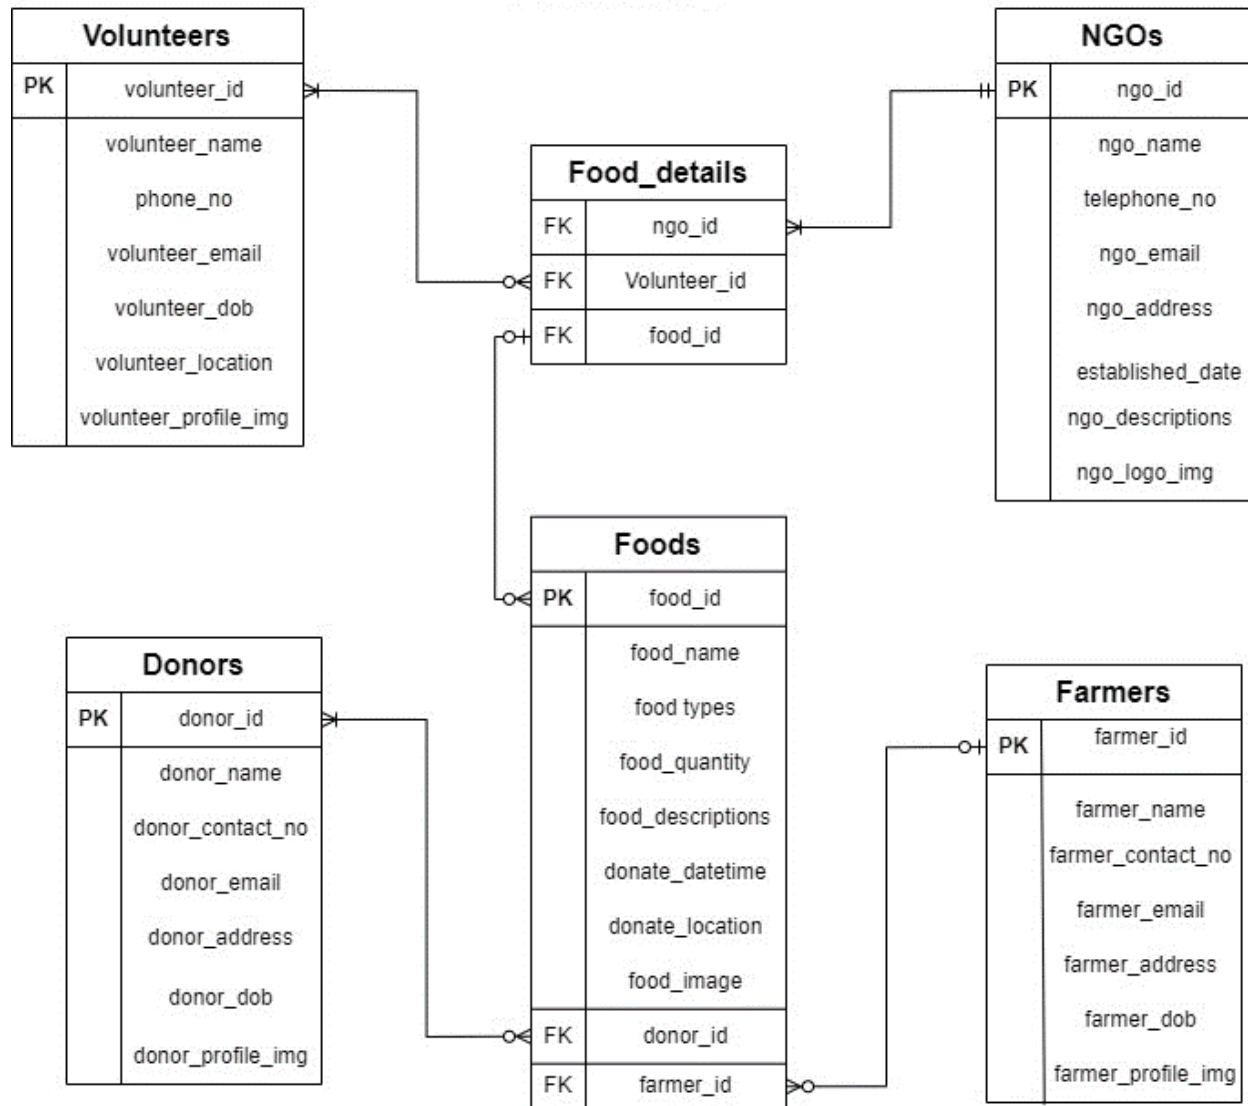 Volunteers
PK volunteer_id
volunteer_name
phone_no
volunteer_email
volunteer_dob
volunteer_location
volunteer_profile_img
NGOs
PK ngo_id
ngo_name
telephone_no
ngo_email
ngo_address
established_date
ngo_descriptions
ngo_logo_img
Food_details
FK ngo_id
FK Volunteer_id
FK food_id
Foods
PK food_id
food_name
food types
food_quantity
food_descriptions
donate_datetime
donate_location
food_image
FK donor_id
FK farmer_id
Donors
PK donor_id
donor_name
donor_contact_no
donor_email
donor_address
donor_dob
donor_profile_img
Farmers
PK farmer_id
farmer_name
farmer_contact_no
farmer_email
farmer_address
farmer_dob
farmer_profile_img